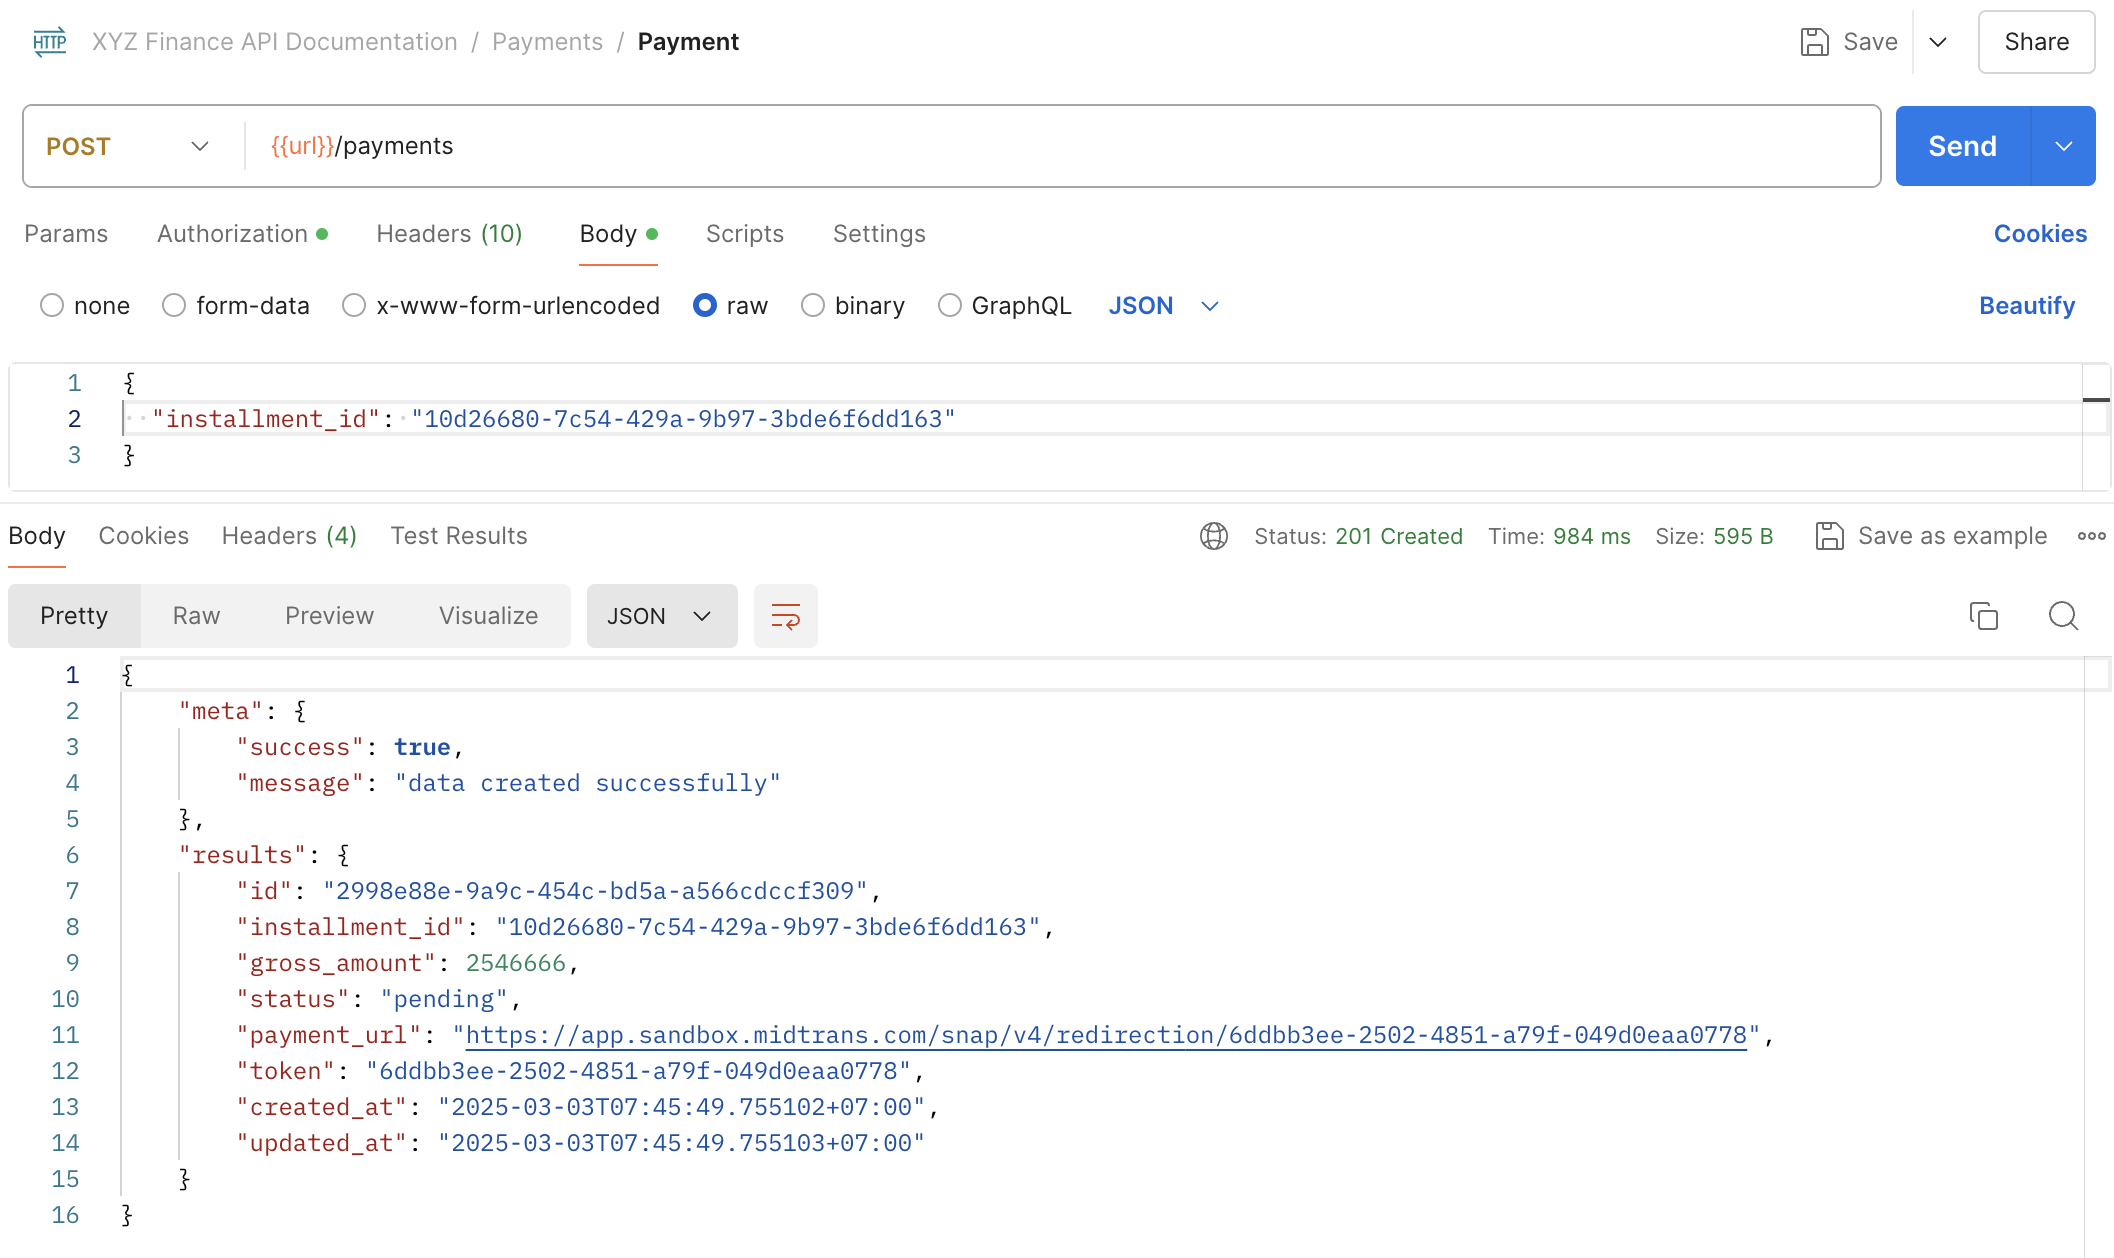 HTTP XYZ Finance API Documentation / Payments / Payment Save Share
POST {{url}}/payments Send
Params Authorization Headers (10) Body Scripts Settings Cookies
none form-data x-www-form-urlencoded raw binary GraphQL JSON Beautify
1 {
2 "installment_id": "10d26680-7c54-429a-9b97-3bde6f6dd163"
3 }
Body Cookies Headers (4) Test Results Status: 201 Created Time: 984 ms Size: 595 B Save as example
Pretty Raw Preview Visualize JSON
1 {
2 "meta": {
3 "success": true,
4 "message": "data created successfully"
5 },
6 "results": {
7 "id": "2998e88e-9a9c-454c-bd5a-a566cdccf309",
8 "installment_id": "10d26680-7c54-429a-9b97-3bde6f6dd163",
9 "gross_amount": 2546666,
10 "status": "pending",
11 "payment_url": "https://app.sandbox.midtrans.com/snap/v4/redirection/6ddbb3ee-2502-4851-a79f-049d0eaa0778",
12 "token": "6ddbb3ee-2502-4851-a79f-049d0eaa0778",
13 "created_at": "2025-03-03T07:45:49.755102+07:00",
14 "updated_at": "2025-03-03T07:45:49.755103+07:00"
15 }
16 }